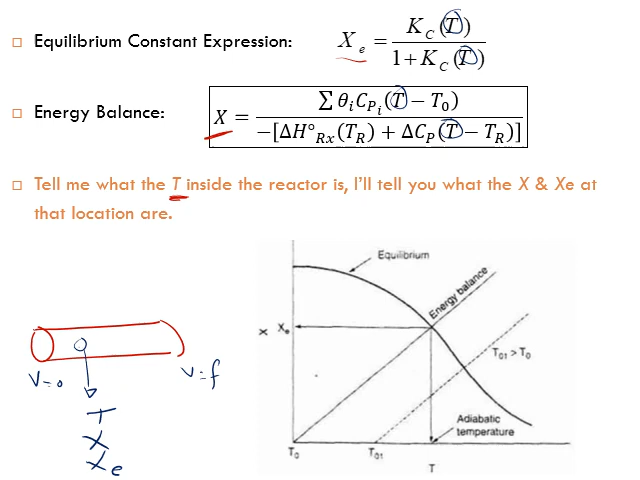 Equilibrium Constant Expression: X_e = K_C(T) / 1+K_C(T)
Energy Balance: X = ∑ θ_i C_P_i (T − T_0) / −[ΔH°_Rx(T_R) + ΔC_P(T − T_R)]
Tell me what the T inside the reactor is, I'll tell you what the X & Xe at
that location are.
Equilibrium
Energy balance
X
X_e
T_01 > T_0
Adiabatic
temperature
T_0
T_01
T
V=0
V=f
T
X
Xe